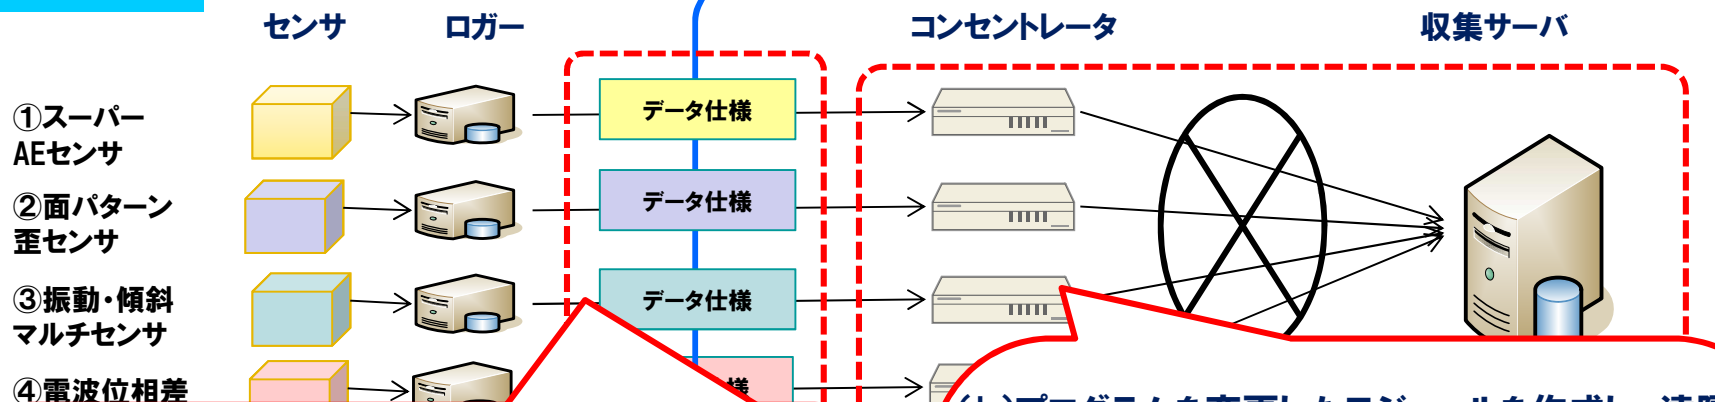 センサ
ロガー
コンセントレータ
収集サーバ
①スーパー
AEセンサ
データ仕様
②面パターン
歪センサ
データ仕様
③振動・傾斜
マルチセンサ
データ仕様
④電波位相差
様